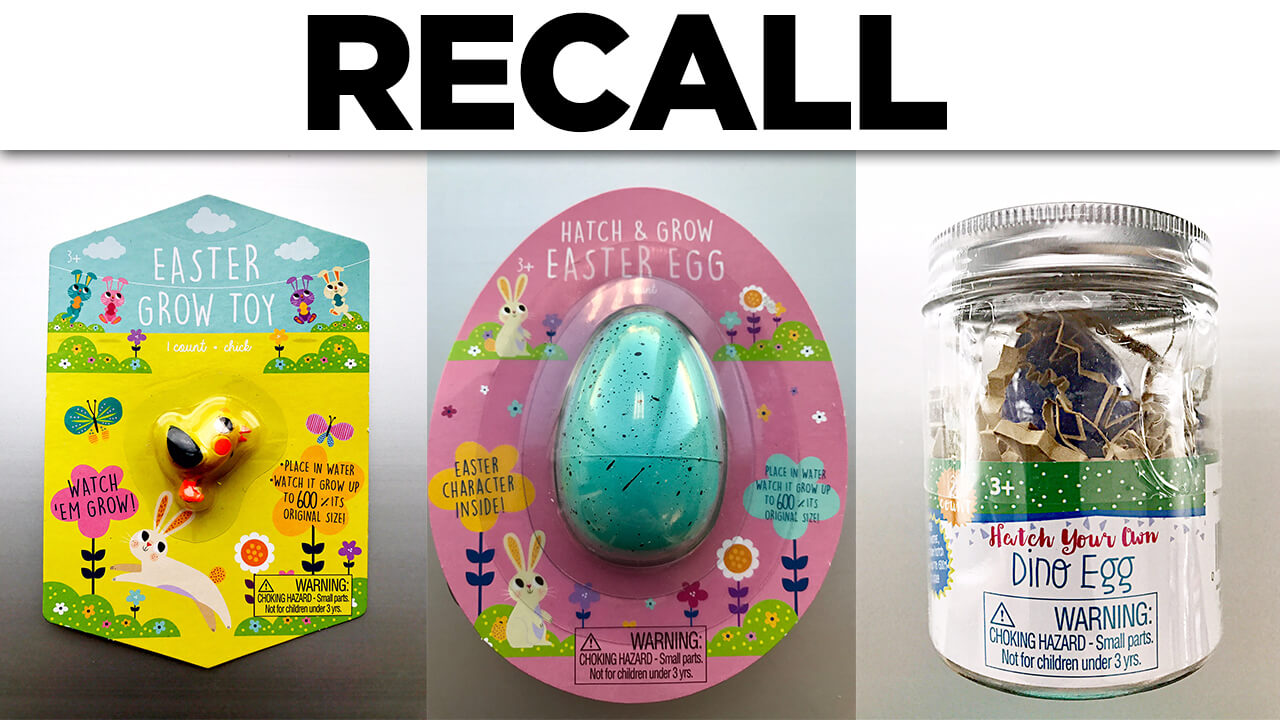 RECALL
3+
EASTER
GROW TOY
1 count • chick
WATCH
'EM GROW!
•PLACE IN WATER
•WATCH IT GROW UP
TO 600% ITS
ORIGINAL SIZE!
WARNING:
CHOKING HAZARD - Small parts.
Not for children under 3 yrs.
HATCH & GROW
3+ EASTER EGG
count
EASTER
CHARACTER
INSIDE!
PLACE IN WATER
WATCH IT GROW UP
TO 600% ITS
ORIGINAL SIZE!
WARNING:
CHOKING HAZARD - Small parts.
Not for children under 3 yrs.
3+
Hatch Your Own
Dino Egg
WARNING:
CHOKING HAZARD - Small parts.
Not for children under 3 yrs.